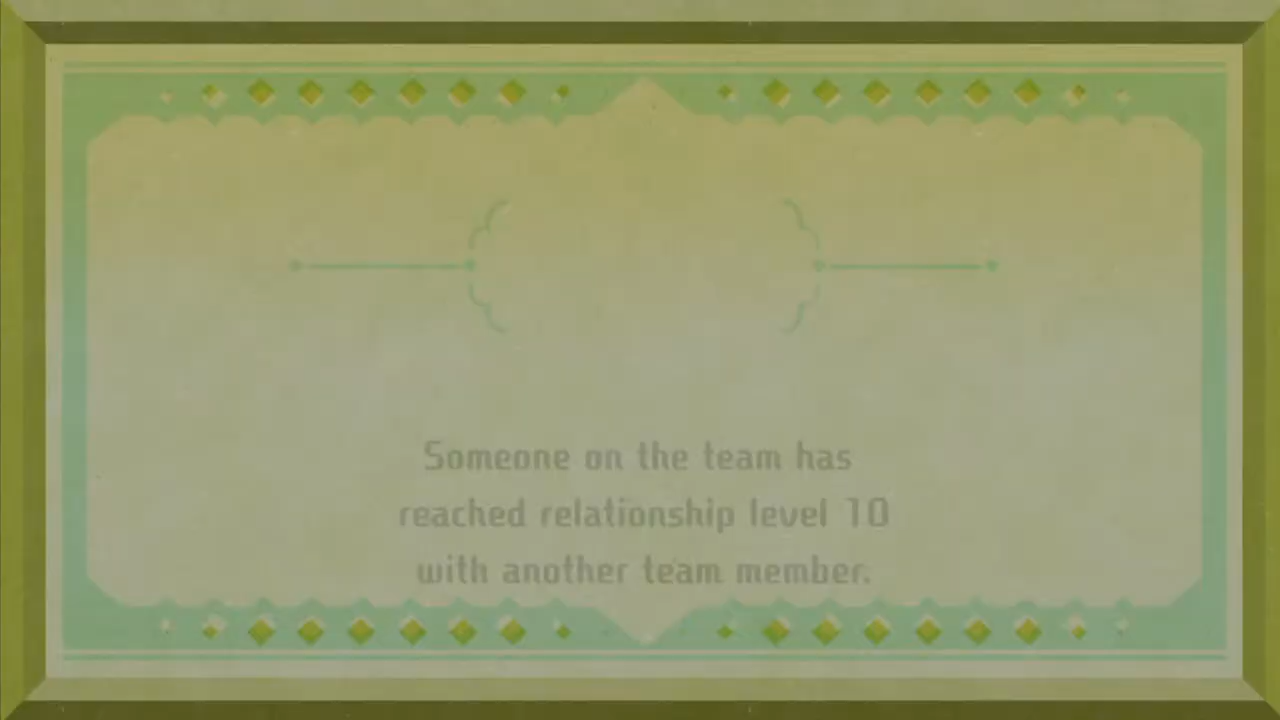 Someone on the team has
reached relationship level 10
with another team member.